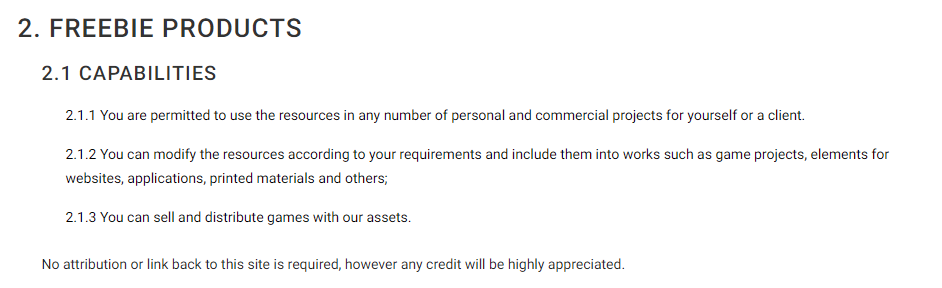 2. FREEBIE PRODUCTS
2.1 CAPABILITIES
2.1.1 You are permitted to use the resources in any number of personal and commercial projects for yourself or a client.
2.1.2 You can modify the resources according to your requirements and include them into works such as game projects, elements for
websites, applications, printed materials and others;
2.1.3 You can sell and distribute games with our assets.
No attribution or link back to this site is required, however any credit will be highly appreciated.